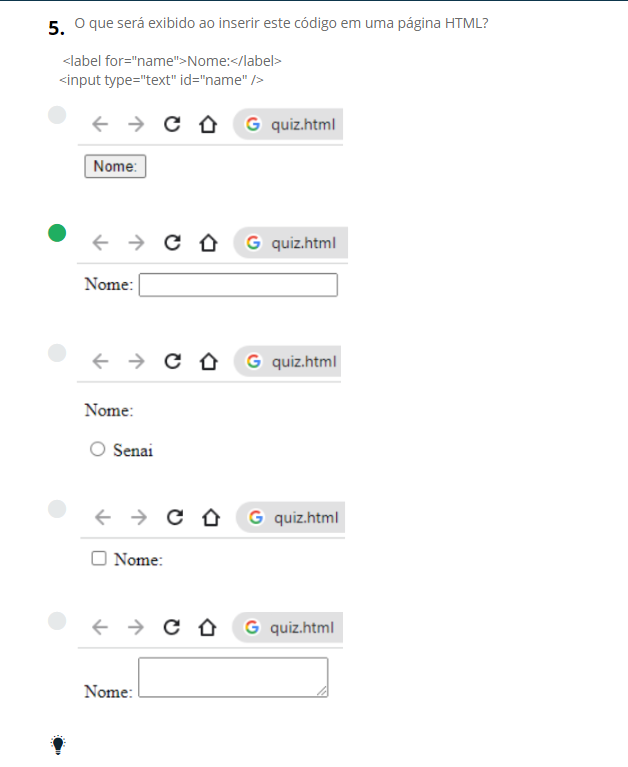 5. O que será exibido ao inserir este código em uma página HTML?
<label for="name">Nome:</label>
<input type="text" id="name" />
quiz.html
Nome:
quiz.html
Nome:
quiz.html
Nome:
Senai
quiz.html
Nome:
quiz.html
Nome: